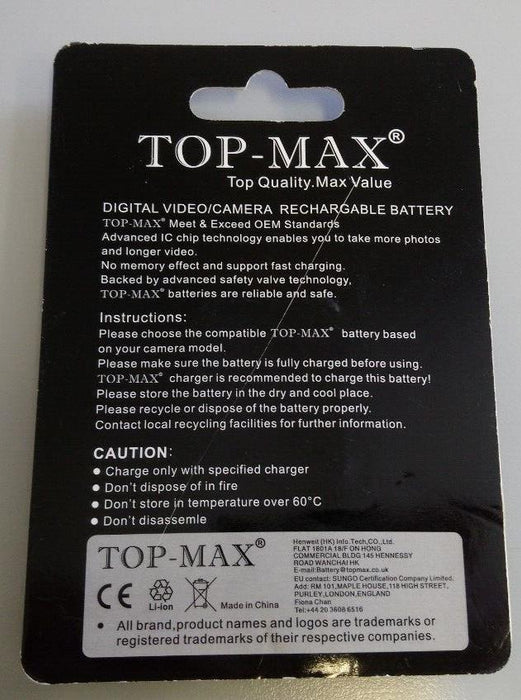 TOP-MAX®
Top Quality.Max Value
DIGITAL VIDEO/CAMERA RECHARGABLE BATTERY
TOP-MAX® Meet & Exceed OEM Standards
Advanced IC chip technology enables you to take more photos
and longer video.
No memory effect and support fast charging.
Backed by advanced safety valve technology,
TOP-MAX® batteries are reliable and safe.
Instructions:
Please choose the compatible TOP-MAX® battery based
on your camera model.
Please make sure the battery is fully charged before using.
TOP-MAX® charger is recommended to charge this battery!
Please store the battery in the dry and cool place.
Please recycle or dispose of the battery properly.
Contact local recycling facilities for further information.
CAUTION:
● Charge only with specified charger
● Don't dispose of in fire
● Don't store in temperature over 60°C
● Don't disassemle
TOP-MAX®
CE
Li-ion
Made in China
Henweit (HK) Info.Tech,CO.,Ltd.
FLAT 1801A 18/F ON HONG
COMMERCIAL BLDG 145 HENNESSY
ROAD WANCHAI HK
E-mail:Battery@topmax.co.uk
EU contact: SUNGO Certification Company Limited.
Add: RM 101,MAPLE HOUSE,118 HIGH STREET,
PURLEY,LONDON,ENGLAND
Fiona Chan
Tel:+44 20 3608 6516
• All brand,product names and logos are trademarks or
registered trademarks of their respective companies.